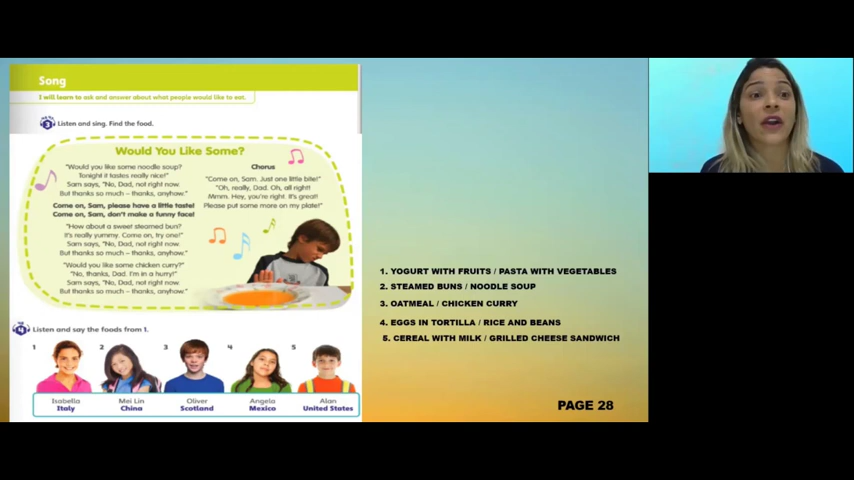 Song
I will learn to ask and answer about what people would like to eat.
3 Listen and sing. Find the food.
Would You Like Some?
"Would you like some noodle soup?
Tonight it tastes really nice!"
Sam says, "No, Dad, not right now.
But thanks so much – thanks, anyhow."
Come on, Sam, please have a little taste!
Come on, Sam, don't make a funny face!
"How about a sweet steamed bun?
It's really yummy. Come on, try one!"
Sam says, "No, Dad, not right now.
But thanks so much – thanks, anyhow."
"Would you like some chicken curry?"
"No, thanks, Dad. I'm in a hurry!"
Sam says, "No, Dad, not right now.
But thanks so much – thanks, anyhow."
Chorus
"Come on, Sam. Just one little bite!"
"Oh, really, Dad. Oh, all right!
Mmm. Hey, you're right. It's great!
Please put some more on my plate!"
4 Listen and say the foods from 1.
1 2 3 4 5
Isabella Mei Lin Oliver Angela Alan
Italy China Scotland Mexico United States
1. YOGURT WITH FRUITS / PASTA WITH VEGETABLES
2. STEAMED BUNS / NOODLE SOUP
3. OATMEAL / CHICKEN CURRY
4. EGGS IN TORTILLA / RICE AND BEANS
5. CEREAL WITH MILK / GRILLED CHEESE SANDWICH
PAGE 28